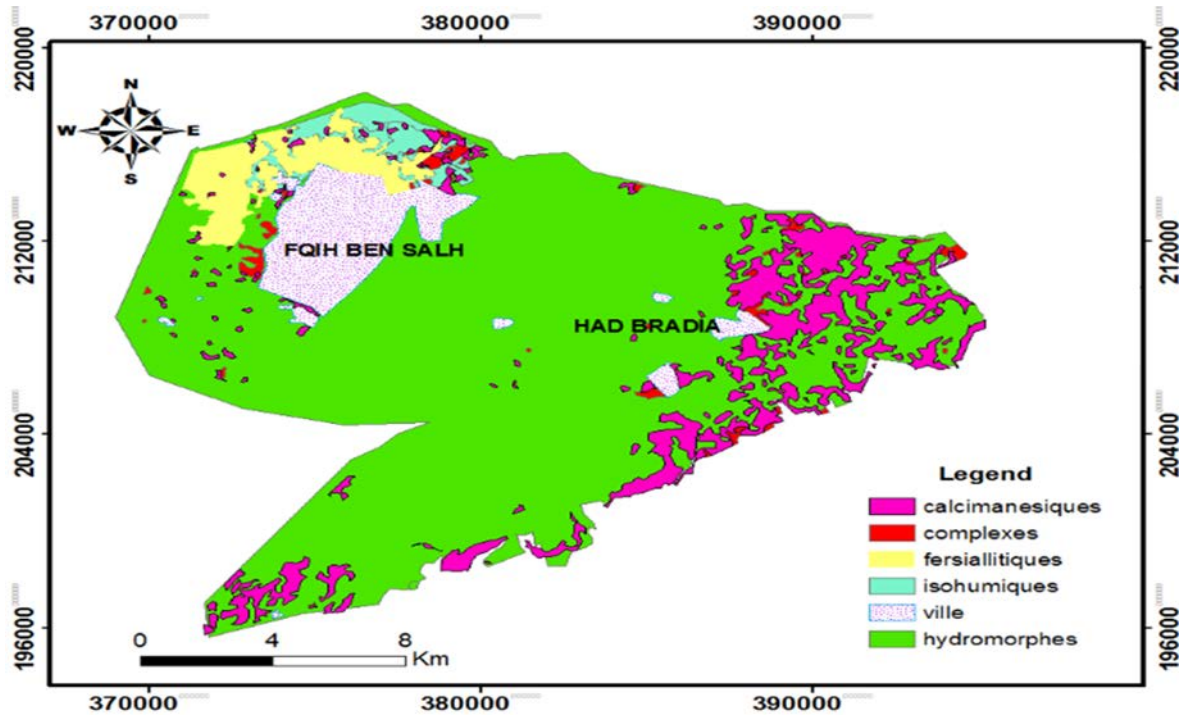 370000 380000 390000
220000
220000
N
W E
S
212000
212000
FQIH BEN SALH
HAD BRADIA
204000
204000
Legend
calcimanesiques
complexes
fersiallitiques
isohumiques
ville
hydromorphes
196000
196000
0 4 8
Km
370000 380000 390000